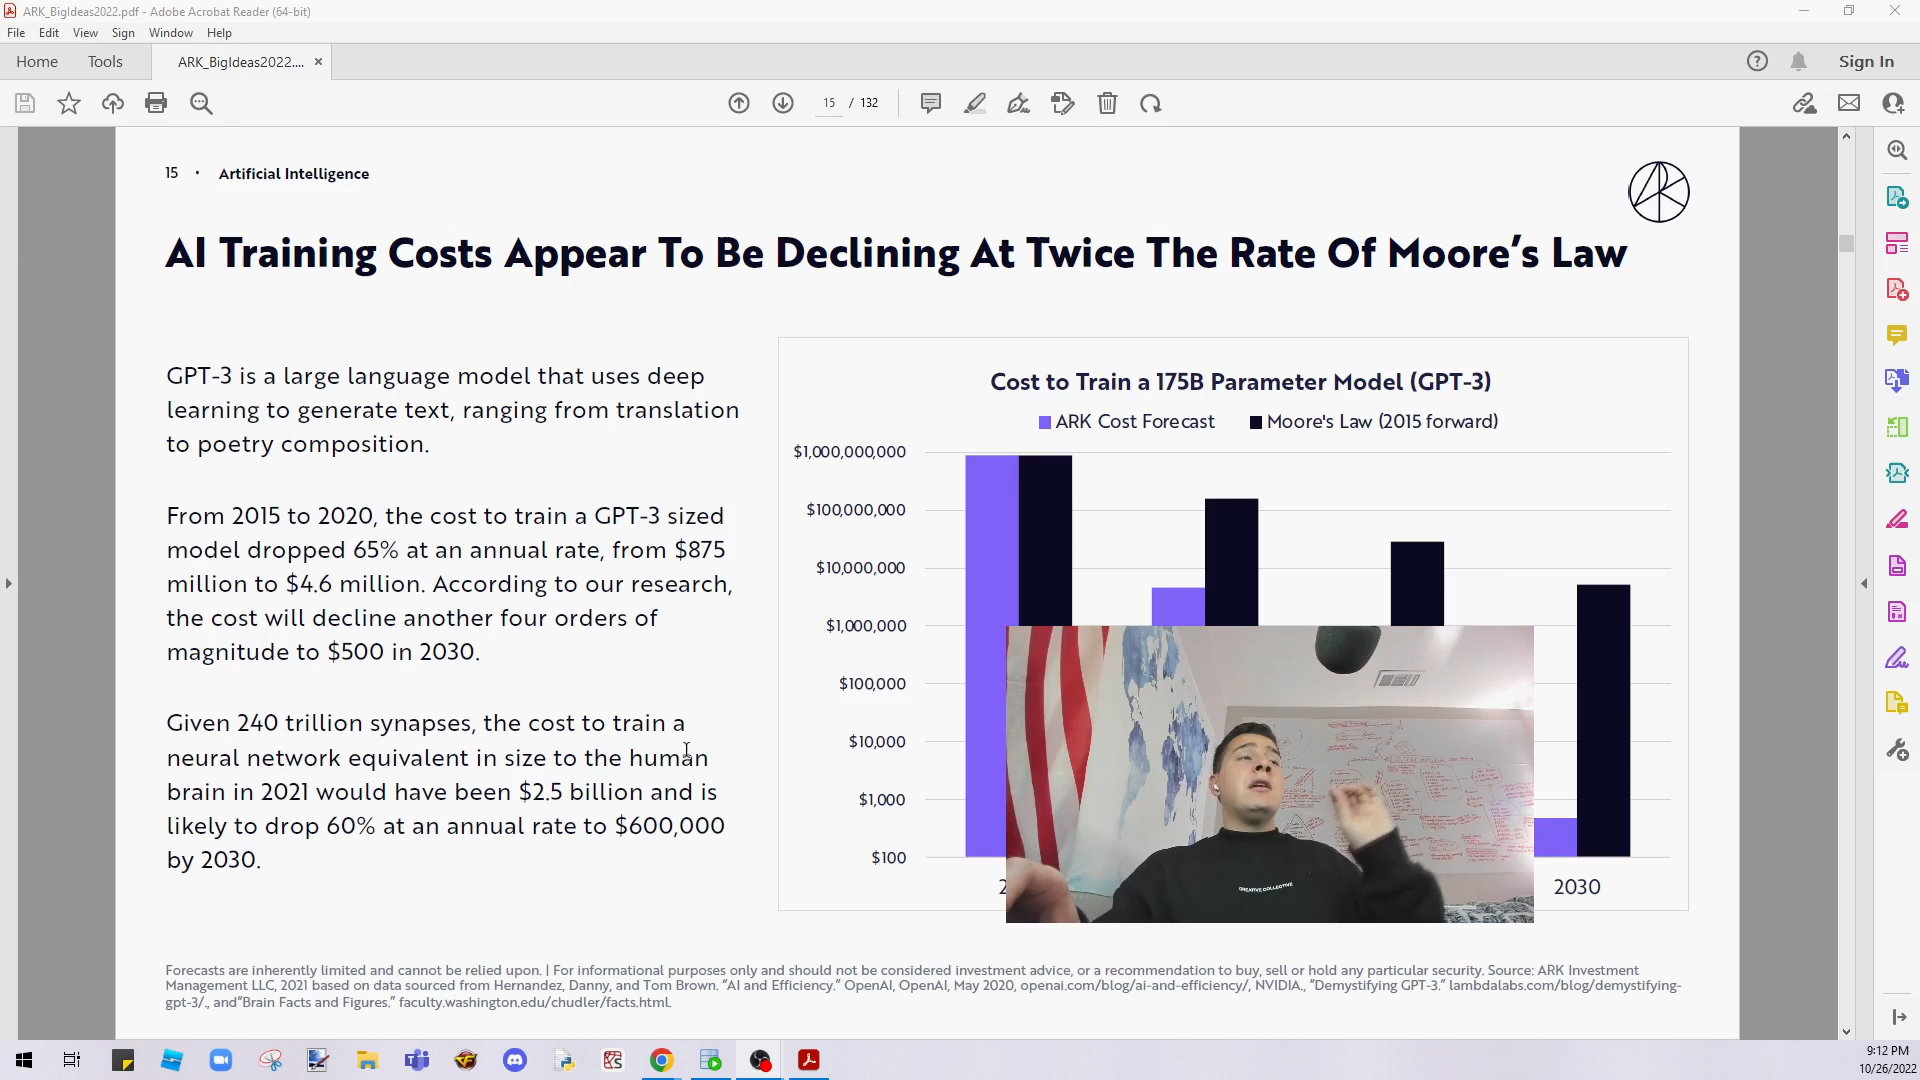 ARK_BigIdeas2022.pdf - Adobe Acrobat Reader (64-bit)
File Edit View Sign Window Help
Home Tools ARK_BigIdeas2022.... ×
Sign In
15 / 132
15 • Artificial Intelligence
AI Training Costs Appear To Be Declining At Twice The Rate Of Moore's Law
GPT-3 is a large language model that uses deep
learning to generate text, ranging from translation
to poetry composition.
From 2015 to 2020, the cost to train a GPT-3 sized
model dropped 65% at an annual rate, from $875
million to $4.6 million. According to our research,
the cost will decline another four orders of
magnitude to $500 in 2030.
Given 240 trillion synapses, the cost to train a
neural network equivalent in size to the human
brain in 2021 would have been $2.5 billion and is
likely to drop 60% at an annual rate to $600,000
by 2030.
Cost to Train a 175B Parameter Model (GPT-3)
ARK Cost Forecast Moore's Law (2015 forward)
$1,000,000,000
$100,000,000
$10,000,000
$1,000,000
$100,000
$10,000
$1,000
$100
2030
CREATIVE COLLECTIVE
Forecasts are inherently limited and cannot be relied upon. | For informational purposes only and should not be considered investment advice, or a recommendation to buy, sell or hold any particular security. Source: ARK Investment
Management LLC, 2021 based on data sourced from Hernandez, Danny, and Tom Brown. "AI and Efficiency." OpenAI, OpenAI, May 2020, openai.com/blog/ai-and-efficiency/, NVIDIA., "Demystifying GPT-3." lambdalabs.com/blog/demystifying-
gpt-3/., and"Brain Facts and Figures." faculty.washington.edu/chudler/facts.html.
9:12 PM
10/26/2022